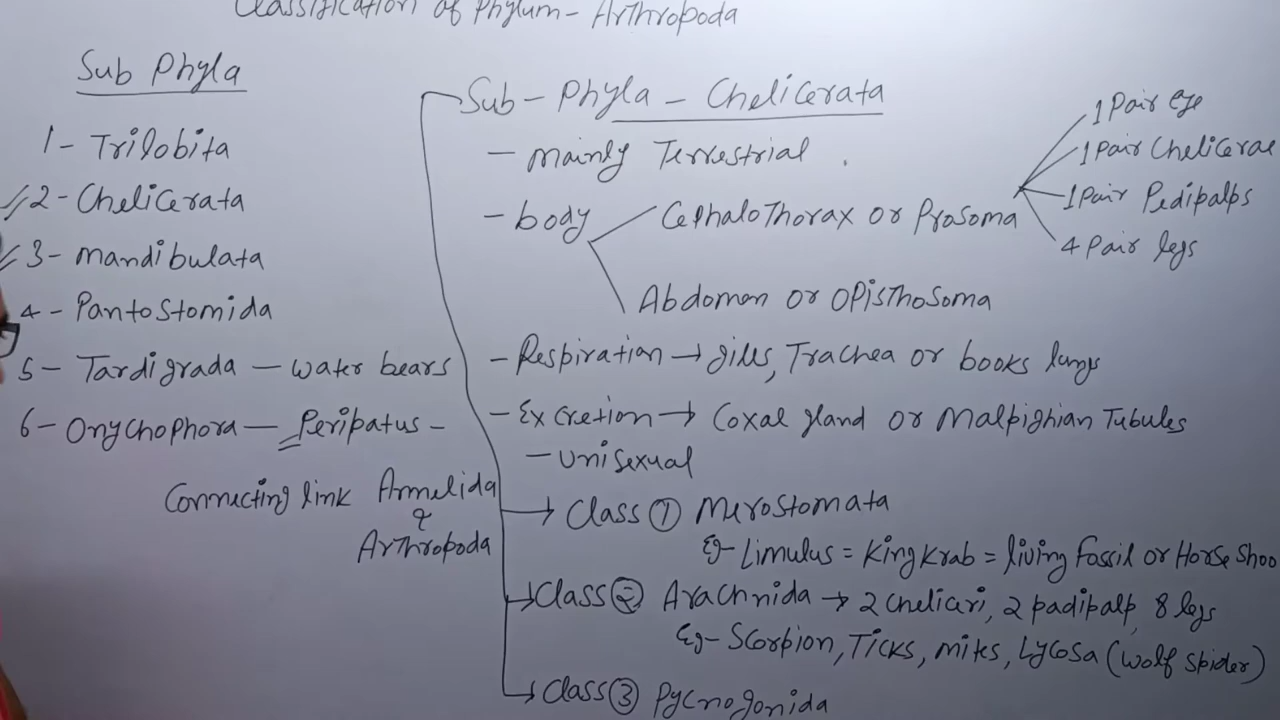 Classification of Phylum - Arthropoda
Sub Phyla
1 - Trilobita
2 - Chelicerata
3 - Mandibulata
4 - Pantostomida
5 - Tardigrada — water bears
6 - Onychophora — Peripatus -
Connecting link Annelida
&
Arthropoda
Sub - Phyla - Chelicerata
- mainly Terrestrial .
- body
Cephalothorax or Prosoma
1 Pair eye
1 Pair Chelicerae
1 Pair Pedipalps
4 Pair legs
Abdomen or Opisthosoma
- Respiration → gills, Trachea or books lungs
- Excretion → Coxal gland or Malpighian Tubules
- Unisexual
→ Class ① Merostomata
Eg- Limulus = King Krab = living Fossil or Horse Shoo
→ Class ② Arachnida → 2 cheliceri, 2 padipalp, 8 legs
Eg- Scorpion, Ticks, mites, Lycosa (wolf spider)
→ Class ③ Pycnogonida